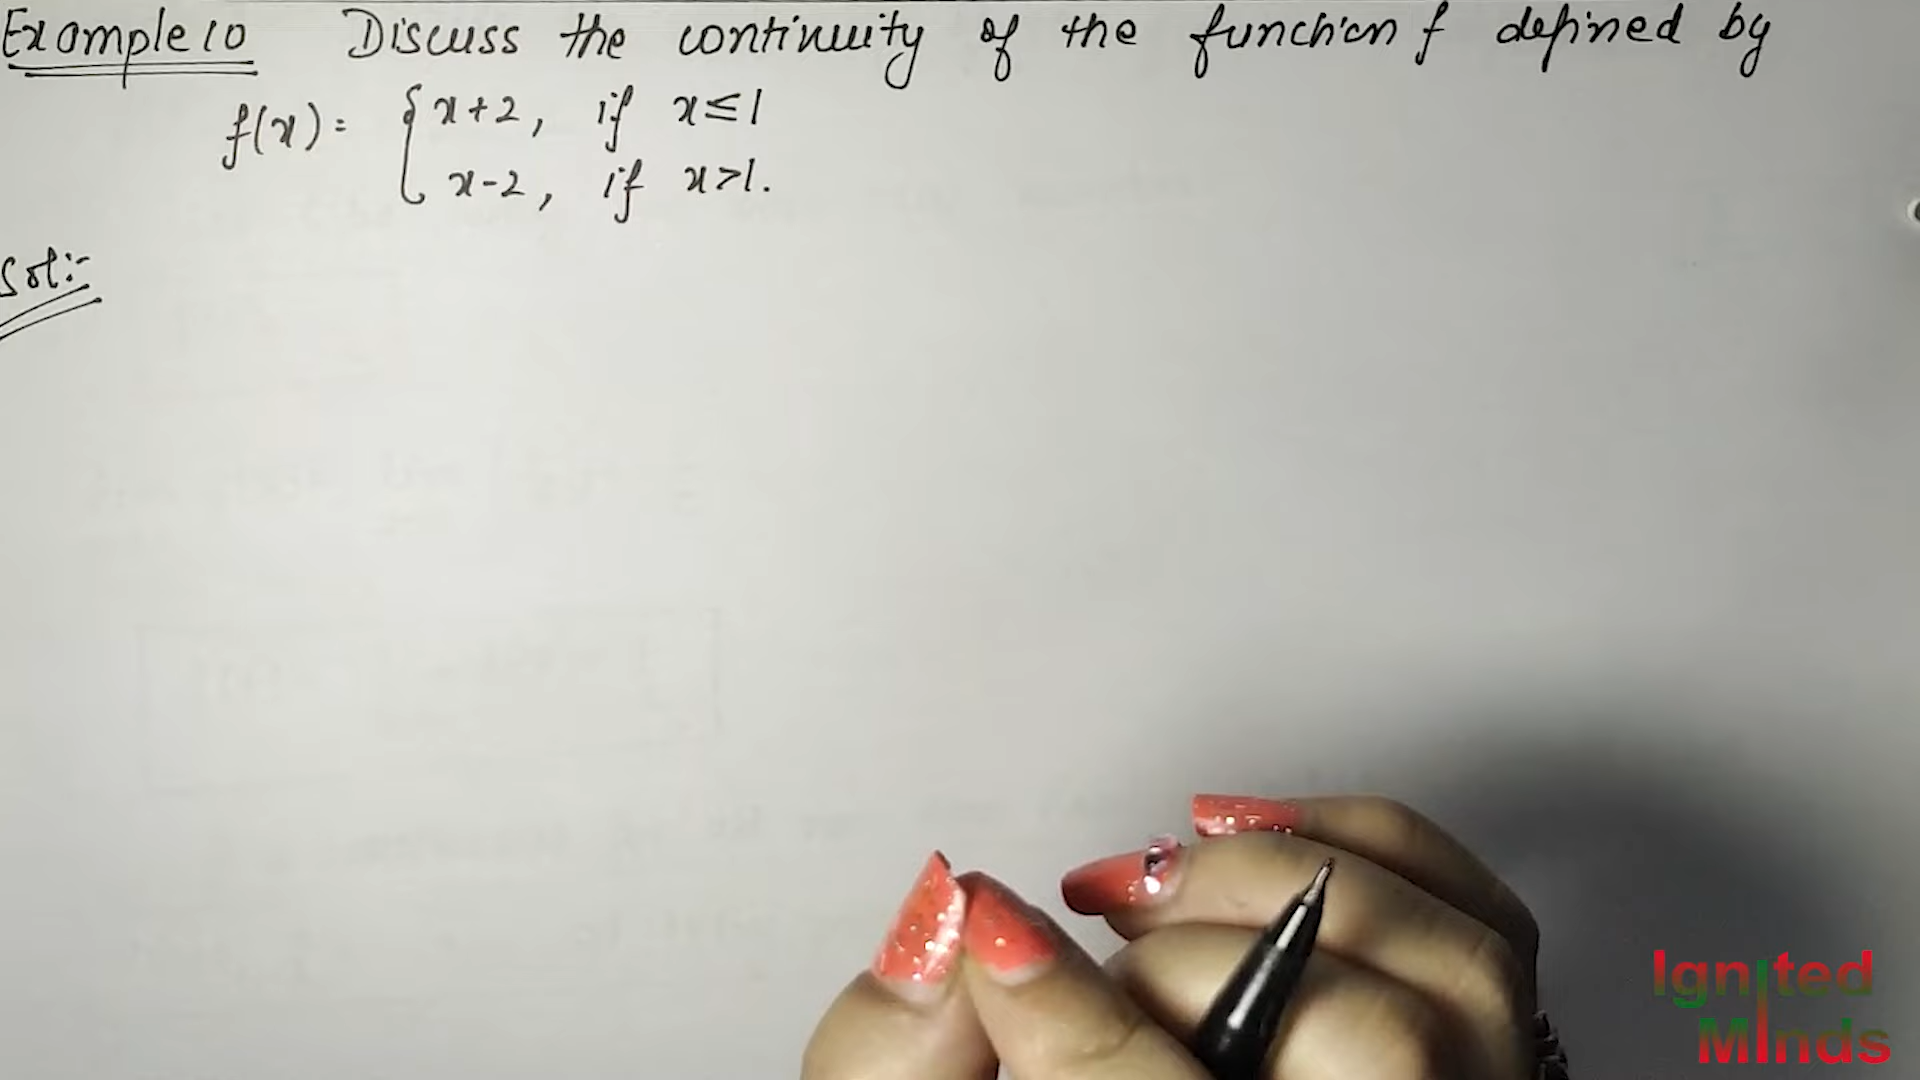 Example 10 Discuss the continuity of the function f defined by
f(x) = { x+2, if x≤1
x-2, if x>1.
Sol:-
Ignited
Minds